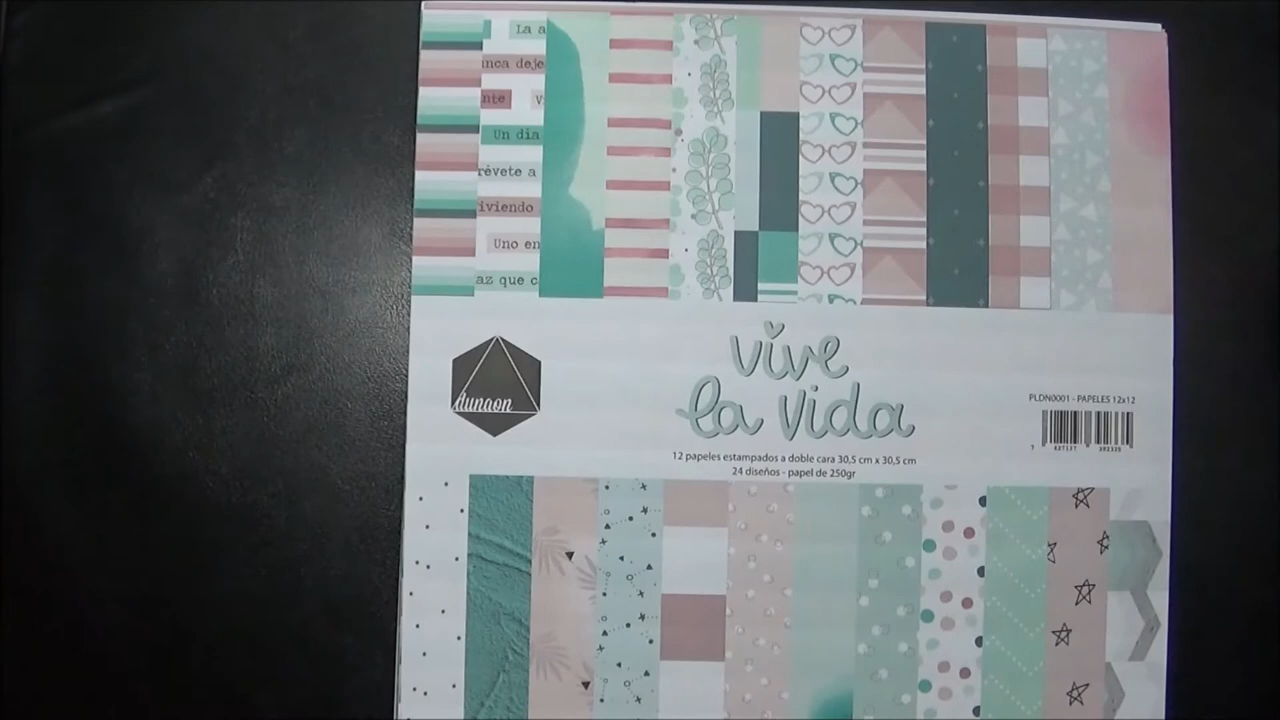 La a
unca deje
nte
V
Un dia
révete a
iviendo
Uno en
az que c
dunaon
vive
la vida
12 papeles estampados a doble cara 30,5 cm x 30,5 cm
24 diseños - papel de 250gr
PLDN0001 - PAPELES 12x12